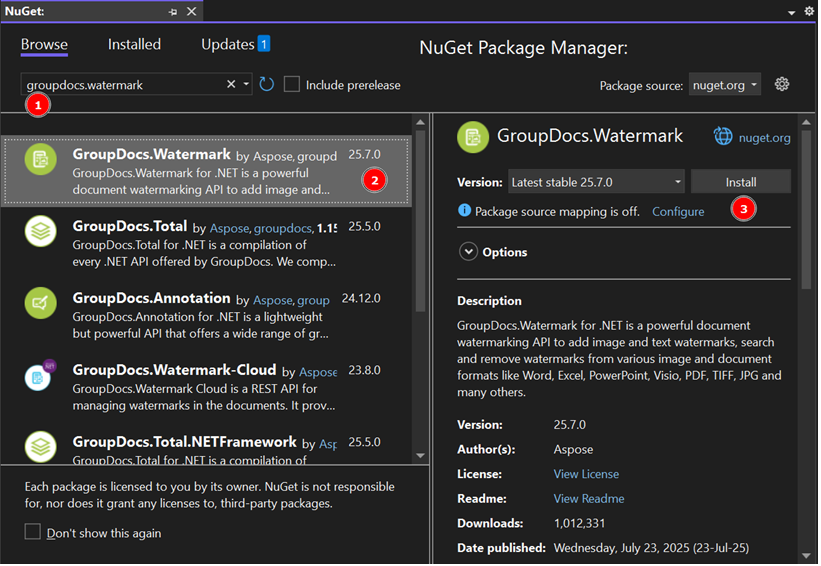 NuGet:
Browse Installed Updates 1
NuGet Package Manager:
groupdocs.watermark
Include prerelease
Package source: nuget.org
1
GroupDocs.Watermark by Aspose, groupd 25.7.0
GroupDocs.Watermark for .NET is a powerful
document watermarking API to add image and...
2
GroupDocs.Total by Aspose, groupdocs, 1.15 25.5.0
GroupDocs.Total for .NET is a compilation of
every .NET API offered by GroupDocs. We comp...
GroupDocs.Annotation by Aspose, group 24.12.0
GroupDocs.Annotation for .NET is a lightweight
but powerful API that offers a wide range of gr...
GroupDocs.Watermark-Cloud by Aspose 23.8.0
GroupDocs.Watermark Cloud is a REST API for
managing watermarks in the documents. It prov...
GroupDocs.Total.NETFramework by Asp 25.5.0
GroupDocs.Total for .NET is a compilation of
Each package is licensed to you by its owner. NuGet is not responsible
for, nor does it grant any licenses to, third-party packages.
Don't show this again
GroupDocs.Watermark
nuget.org
Version: Latest stable 25.7.0
Install
3
Package source mapping is off. Configure
Options
Description
GroupDocs.Watermark for .NET is a powerful document
watermarking API to add image and text watermarks, search
and remove watermarks from various image and document
formats like Word, Excel, PowerPoint, Visio, PDF, TIFF, JPG and
many others.
Version: 25.7.0
Author(s): Aspose
License: View License
Readme: View Readme
Downloads: 1,012,331
Date published: Wednesday, July 23, 2025 (23-Jul-25)